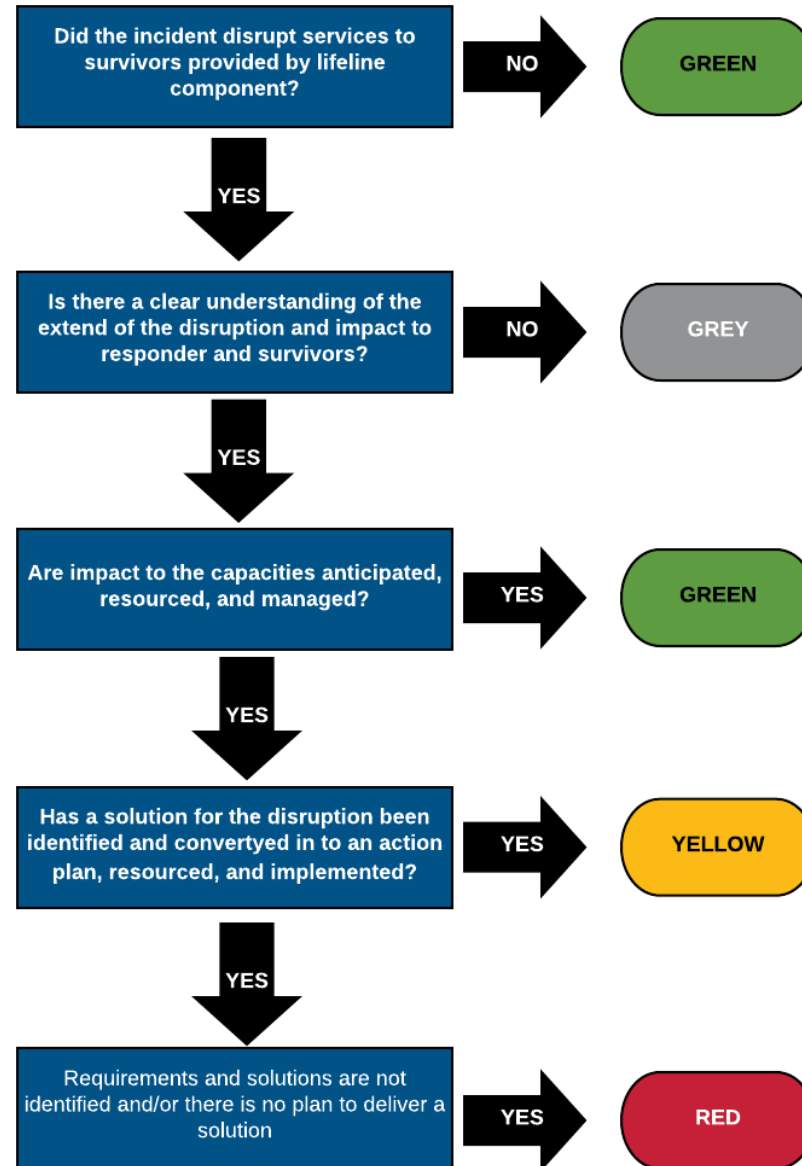 Did the incident disrupt services to
survivors provided by lifeline
component?
NO
GREEN
YES
Is there a clear understanding of the
extend of the disruption and impact to
responder and survivors?
NO
GREY
YES
Are impact to the capacities anticipated,
resourced, and managed?
YES
GREEN
YES
Has a solution for the disruption been
identified and convertyed in to an action
plan, resourced, and implemented?
YES
YELLOW
YES
Requirements and solutions are not
identified and/or there is no plan to deliver a
solution
YES
RED